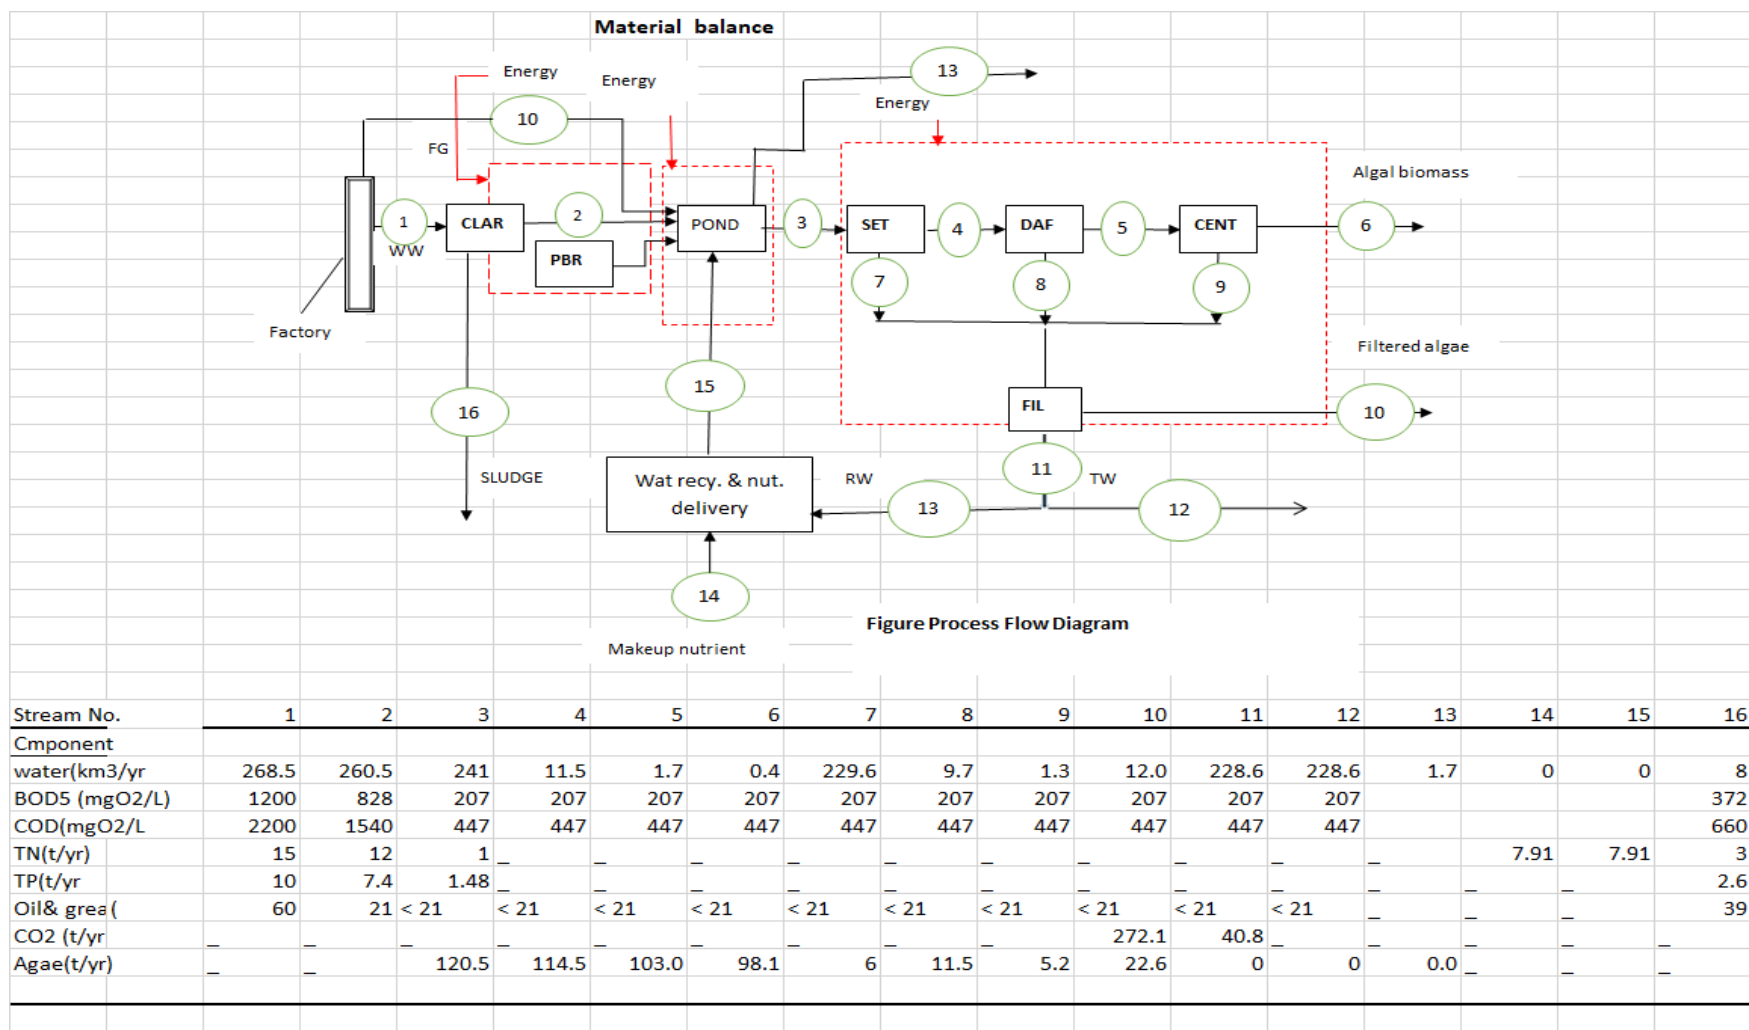 Material balance
Energy
Energy
13
Energy
10
FG
Algal biomass
1
CLAR
2
POND
3
SET
4
DAF
5
CENT
6
WW
PBR
7
8
9
Factory
Filtered algae
15
16
FIL
10
11
SLUDGE
Wat recy. & nut.
delivery
RW
TW
13
12
14
Figure Process Flow Diagram
Makeup nutrient
Stream No. 1 2 3 4 5 6 7 8 9 10 11 12 13 14 15 16
Cmponent
water(km3/yr 268.5 260.5 241 11.5 1.7 0.4 229.6 9.7 1.3 12.0 228.6 228.6 1.7 0 0 8
BOD5 (mgO2/L) 1200 828 207 207 207 207 207 207 207 207 207 207 372
COD(mgO2/L 2200 1540 447 447 447 447 447 447 447 447 447 447 660
TN(t/yr) 15 12 1 _ _ _ _ _ _ _ _ _ _ 7.91 7.91 3
TP(t/yr 10 7.4 1.48 _ _ _ _ _ _ _ _ _ _ _ _ 2.6
Oil& grea( 60 21 < 21 < 21 < 21 < 21 < 21 < 21 < 21 < 21 < 21 < 21 _ _ _ 39
CO2 (t/yr _ _ _ _ _ _ _ _ _ 272.1 40.8 _ _ _ _ _
Agae(t/yr) _ _ 120.5 114.5 103.0 98.1 6 11.5 5.2 22.6 0 0 0.0 _ _ _